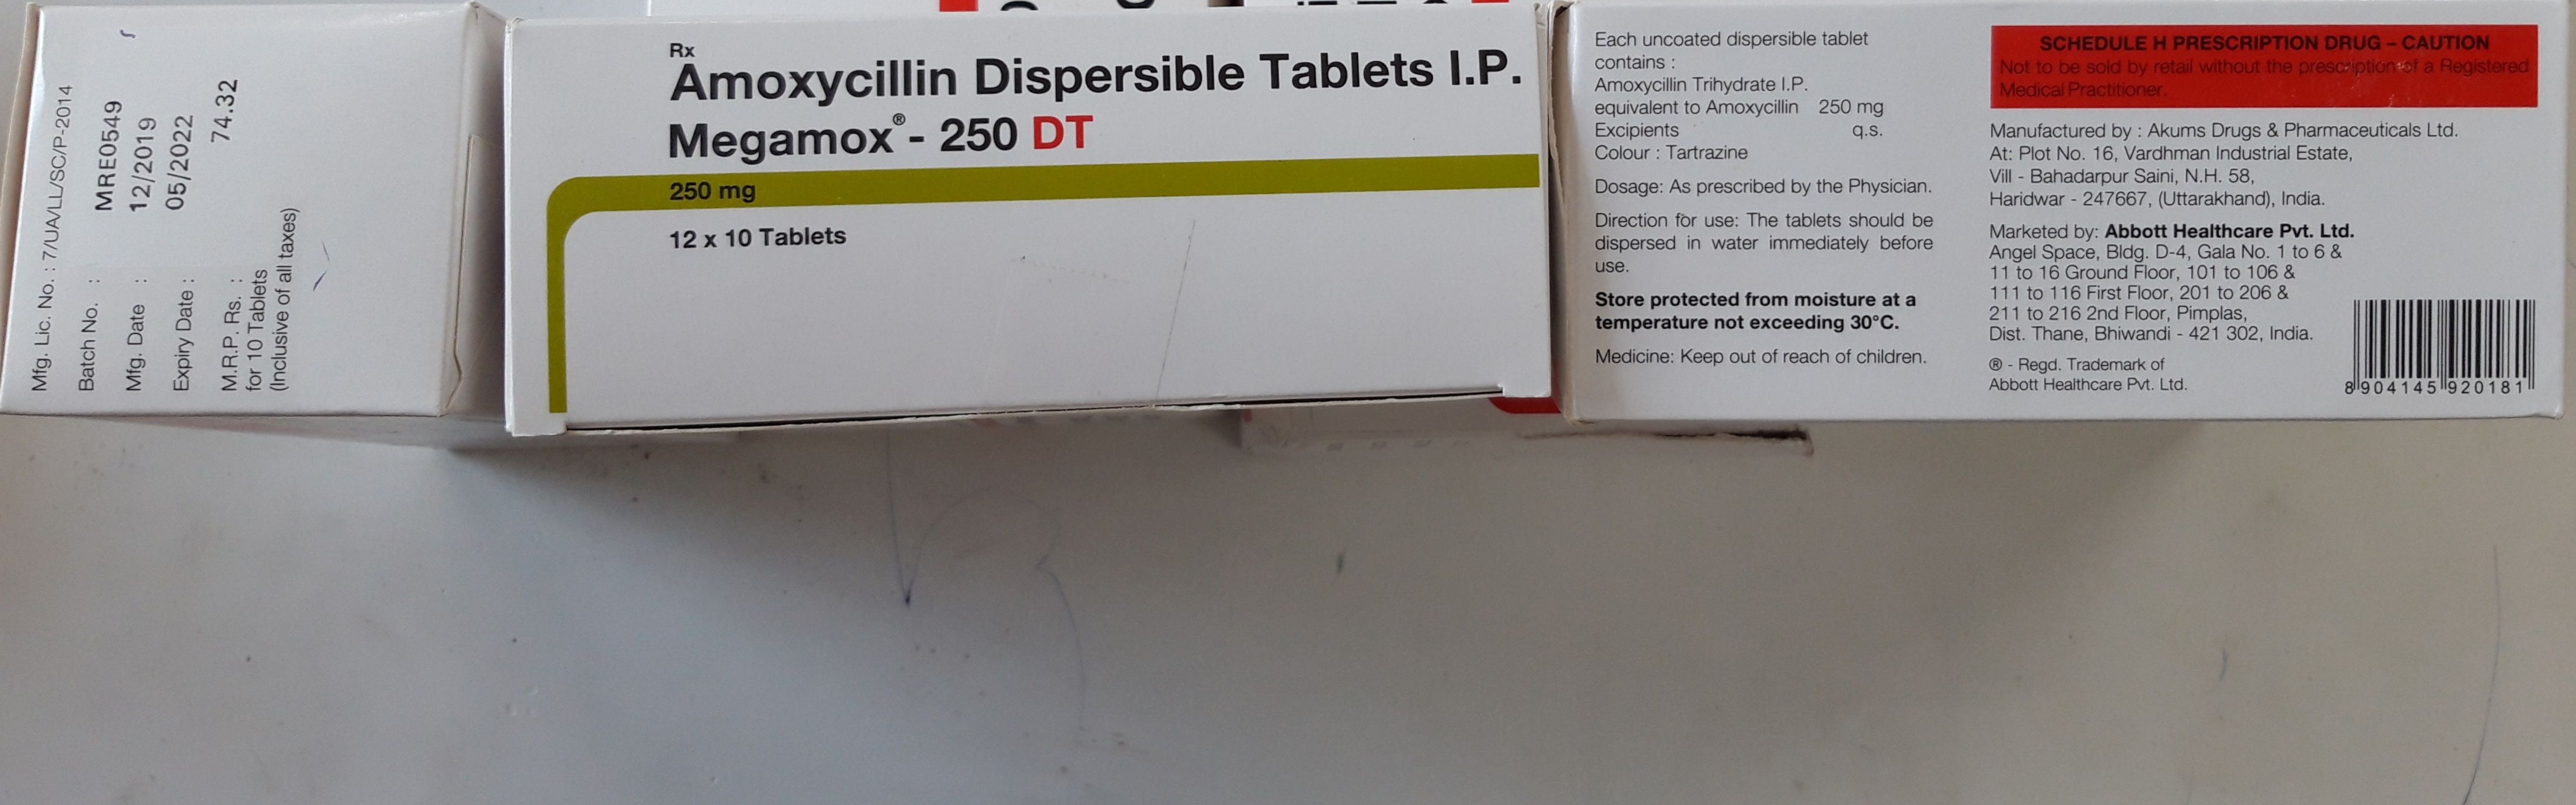 Mfg. Lic. No. : 7/UA/LL/SC/P-2014
Batch No. : MRE0549
Mfg. Date : 12/2019
Expiry Date : 05/2022
M.R.P. Rs. : 74.32
for 10 Tablets
(Inclusive of all taxes)
Rx
Amoxycillin Dispersible Tablets I.P.
Megamox®- 250 DT
250 mg
12 x 10 Tablets
Each uncoated dispersible tablet
contains :
Amoxycillin Trihydrate I.P.
equivalent to Amoxycillin 250 mg
Excipients q.s.
Colour : Tartrazine
Dosage: As prescribed by the Physician.
Direction for use: The tablets should be
dispersed in water immediately before
use.
Store protected from moisture at a
temperature not exceeding 30°C.
Medicine: Keep out of reach of children.
SCHEDULE H PRESCRIPTION DRUG – CAUTION
Not to be sold by retail without the prescription of a Registered
Medical Practitioner.
Manufactured by : Akums Drugs & Pharmaceuticals Ltd.
At: Plot No. 16, Vardhman Industrial Estate,
Vill - Bahadarpur Saini, N.H. 58,
Haridwar - 247667, (Uttarakhand), India.
Marketed by: Abbott Healthcare Pvt. Ltd.
Angel Space, Bldg. D-4, Gala No. 1 to 6 &
11 to 16 Ground Floor, 101 to 106 &
111 to 116 First Floor, 201 to 206 &
211 to 216 2nd Floor, Pimplas,
Dist. Thane, Bhiwandi - 421 302, India.
® - Regd. Trademark of
Abbott Healthcare Pvt. Ltd.
8 904145 920181